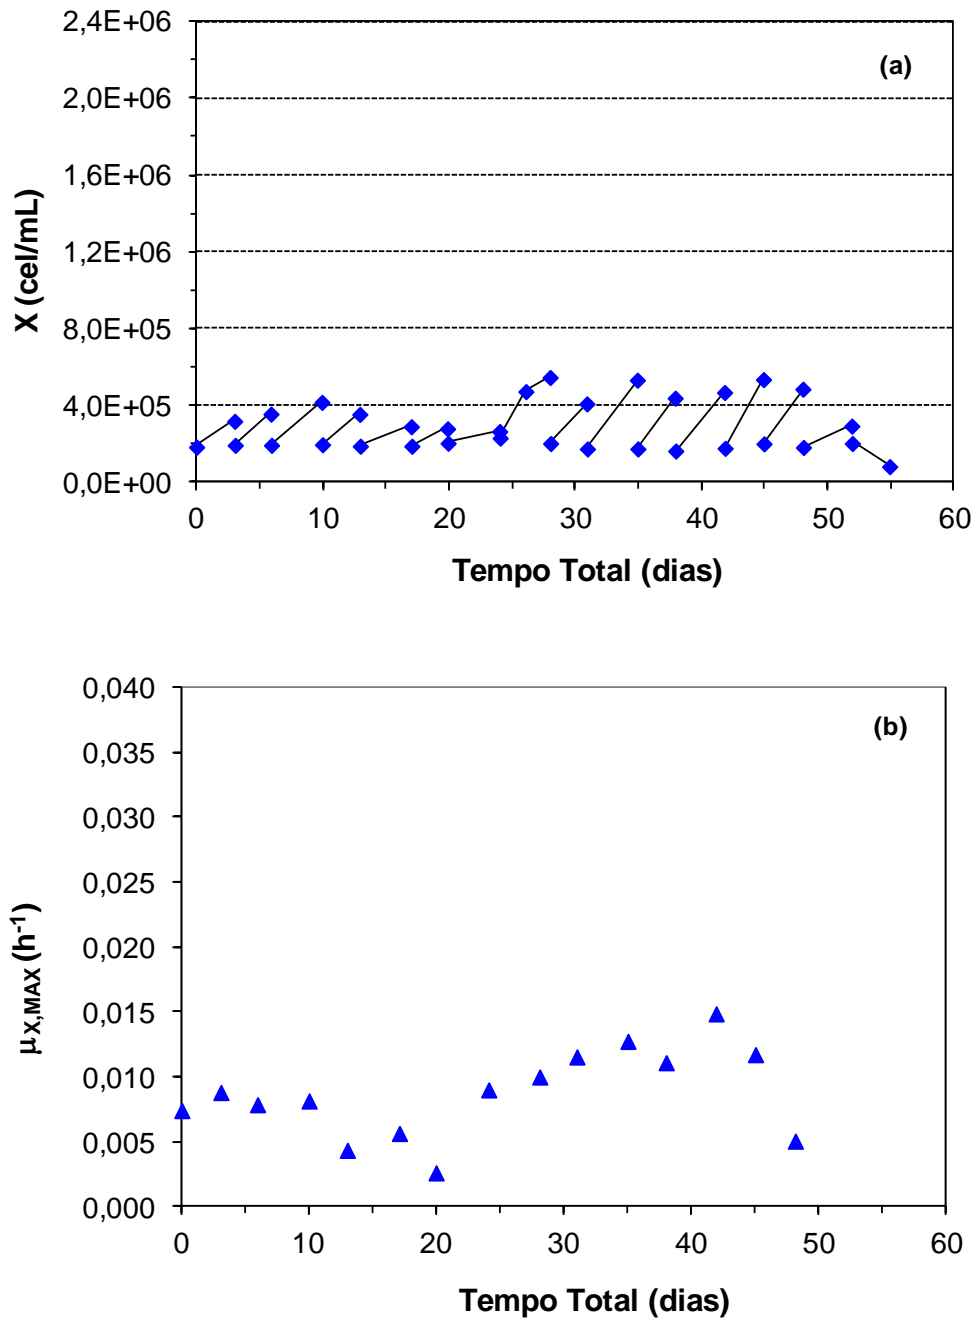 2,4E+06
(a)
2,0E+06
1,6E+06
1,2E+06
8,0E+05
4,0E+05
0,0E+00
X (cel/mL)
0 10 20 30 40 50 60
Tempo Total (dias)
0,040
(b)
0,035
0,030
0,025
0,020
0,015
0,010
0,005
0,000
μX,MAX (h-1)
0 10 20 30 40 50 60
Tempo Total (dias)